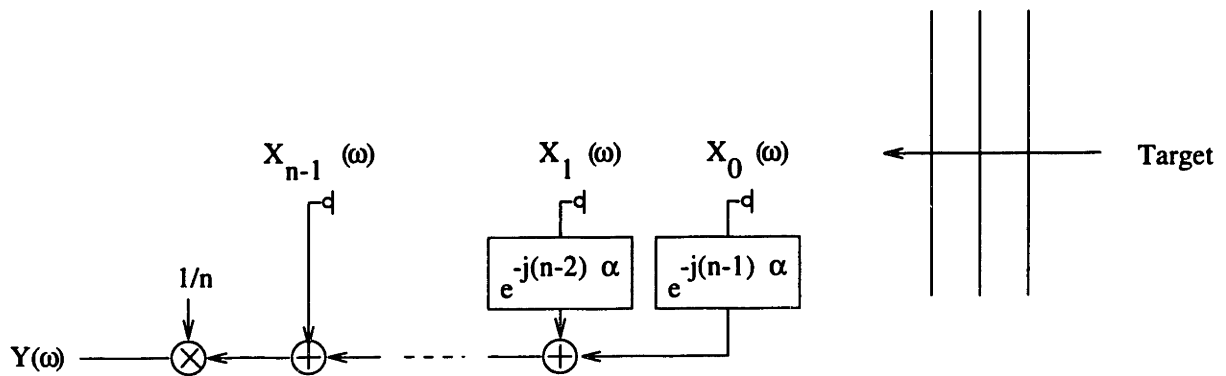 X_{n-1} (ω)
X_1 (ω)
X_0 (ω)
Target
e^{-j(n-2) α}
e^{-j(n-1) α}
1/n
Y(ω)